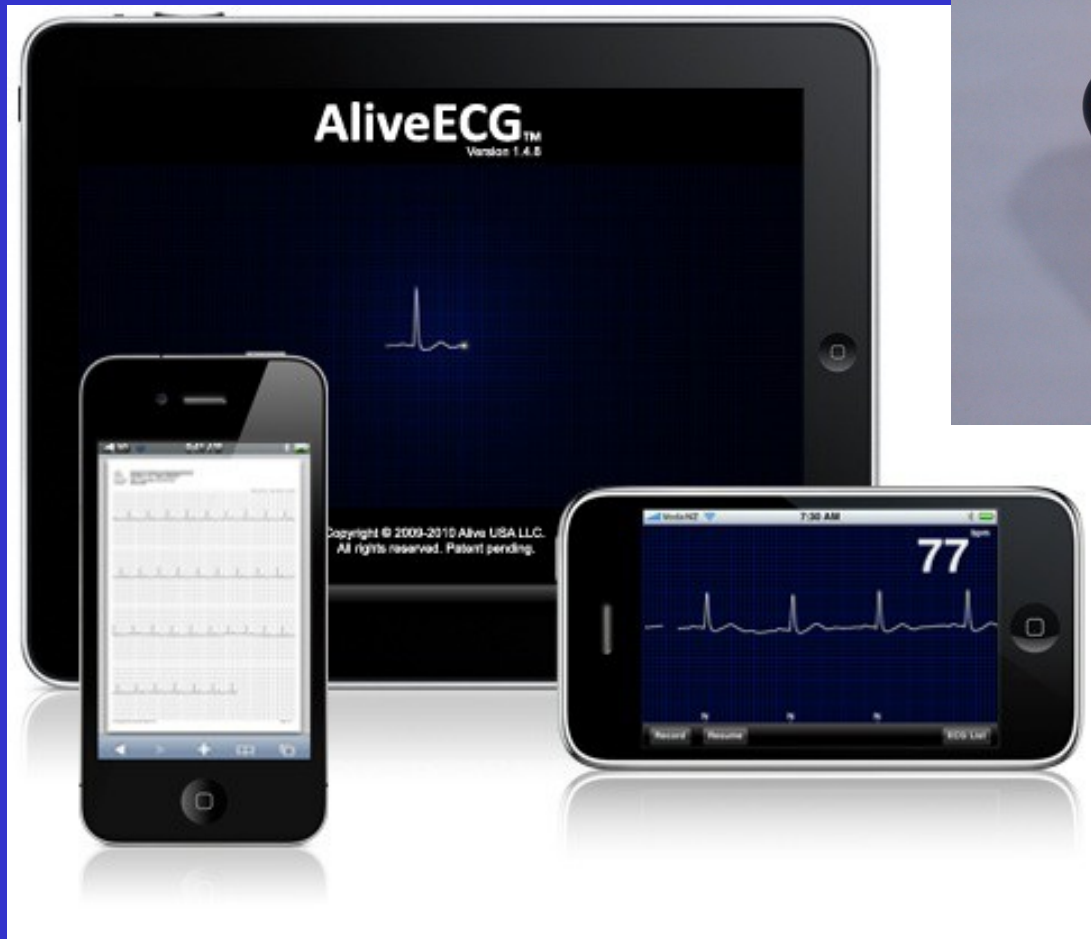 AliveECG™
Version 1.4.8
Copyright © 2009-2010 Alive USA LLC.
All rights reserved. Patent pending.
7:30 AM
bpm
77
N N N
Record Resume ECG List